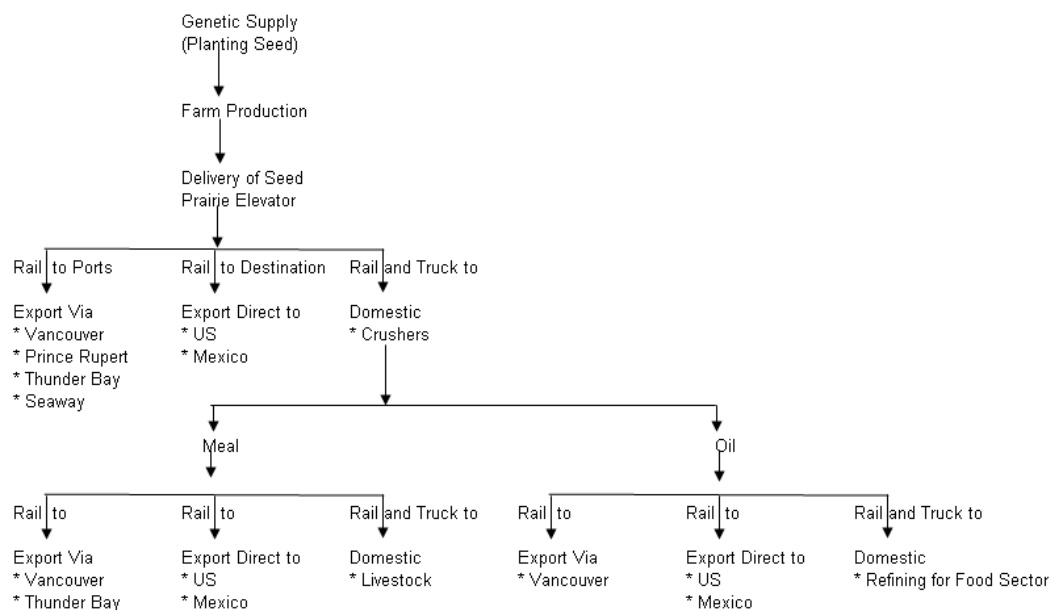 Genetic Supply
(Planting Seed)
Farm Production
Delivery of Seed
Prairie Elevator
Rail to Ports
Rail to Destination
Rail and Truck to
Export Via
* Vancouver
* Prince Rupert
* Thunder Bay
* Seaway
Export Direct to
* US
* Mexico
Domestic
* Crushers
Meal
Oil
Rail to
Rail to
Rail and Truck to
Rail to
Rail to
Rail and Truck to
Export Via
* Vancouver
* Thunder Bay
Export Direct to
* US
* Mexico
Domestic
* Livestock
Export Via
* Vancouver
Export Direct to
* US
* Mexico
Domestic
* Refining for Food Sector